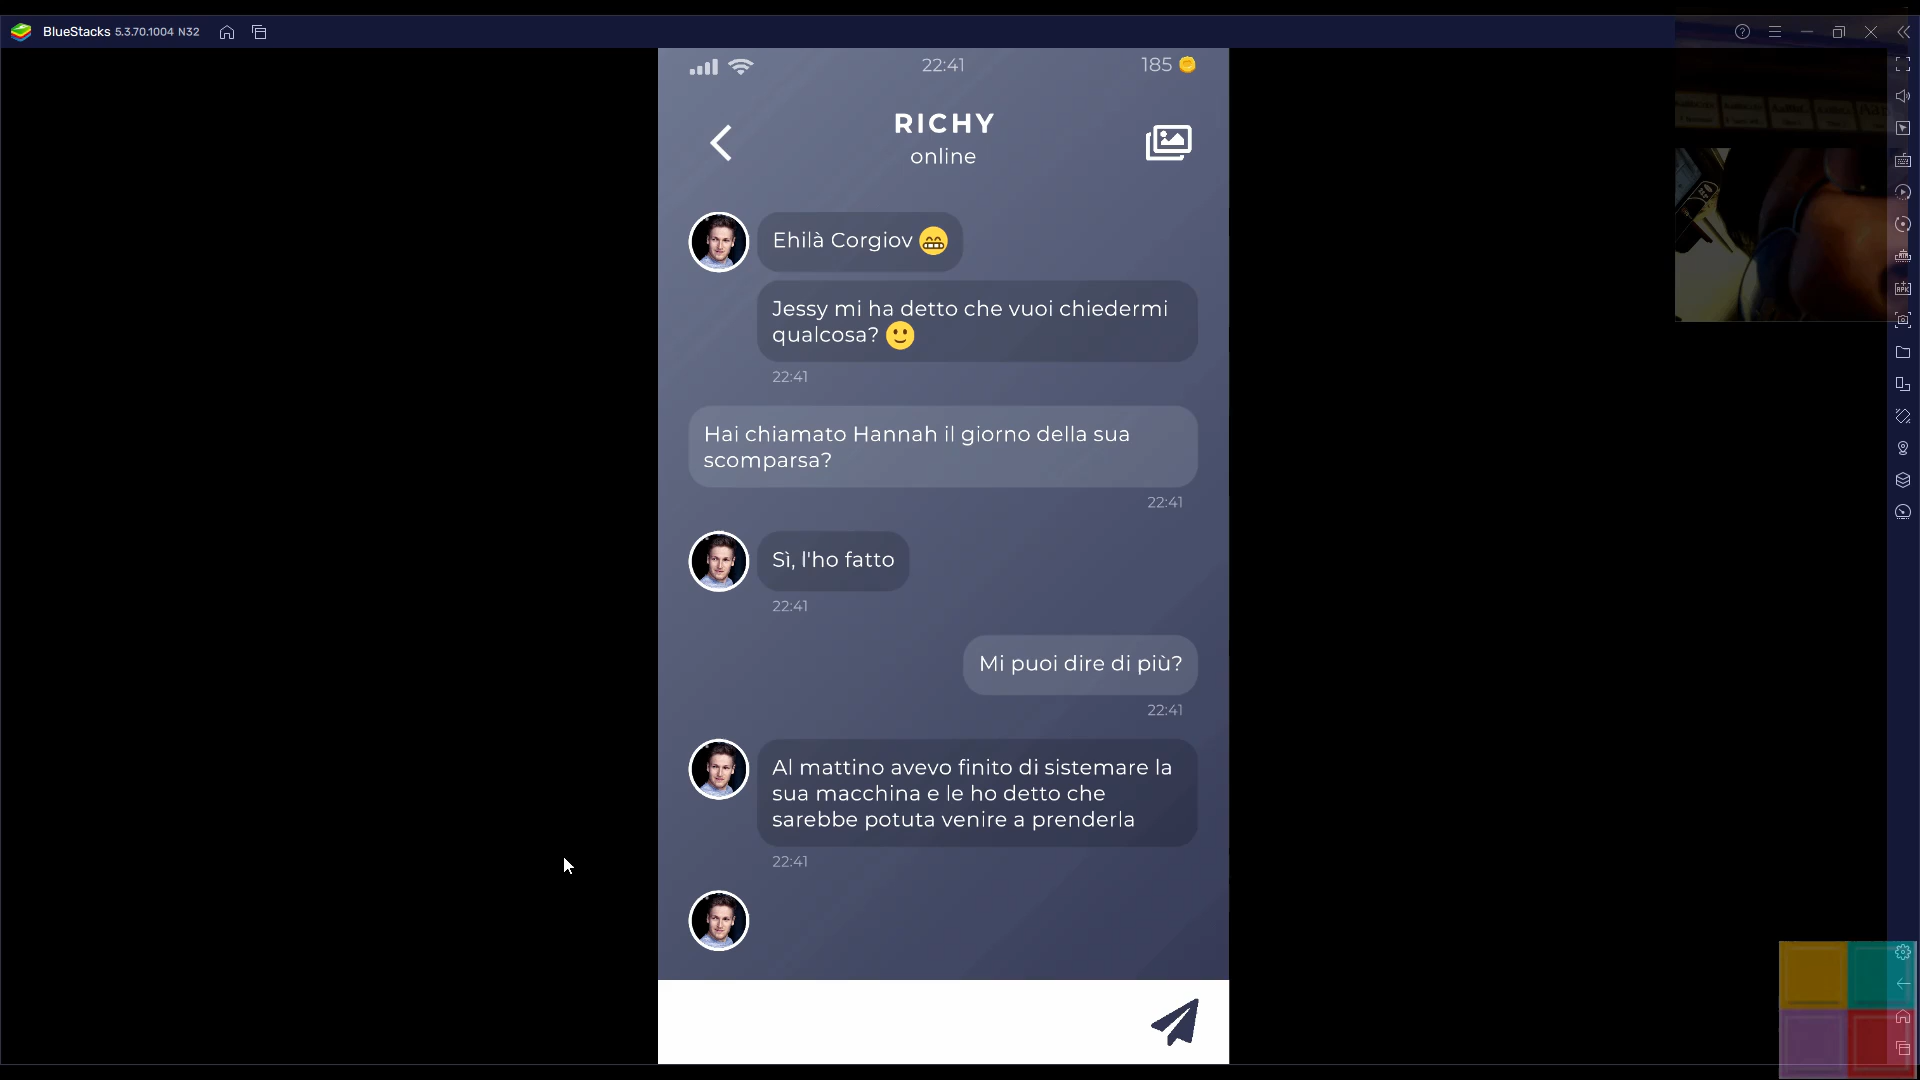 BlueStacks 5.3.70.1004 N32
22:41
185
RICHY
online
Ehilà Corgiov 😁
Jessy mi ha detto che vuoi chiedermi
qualcosa? 🙂
22:41
Hai chiamato Hannah il giorno della sua
scomparsa?
22:41
Sì, l'ho fatto
22:41
Mi puoi dire di più?
22:41
Al mattino avevo finito di sistemare la
sua macchina e le ho detto che
sarebbe potuta venire a prenderla
22:41